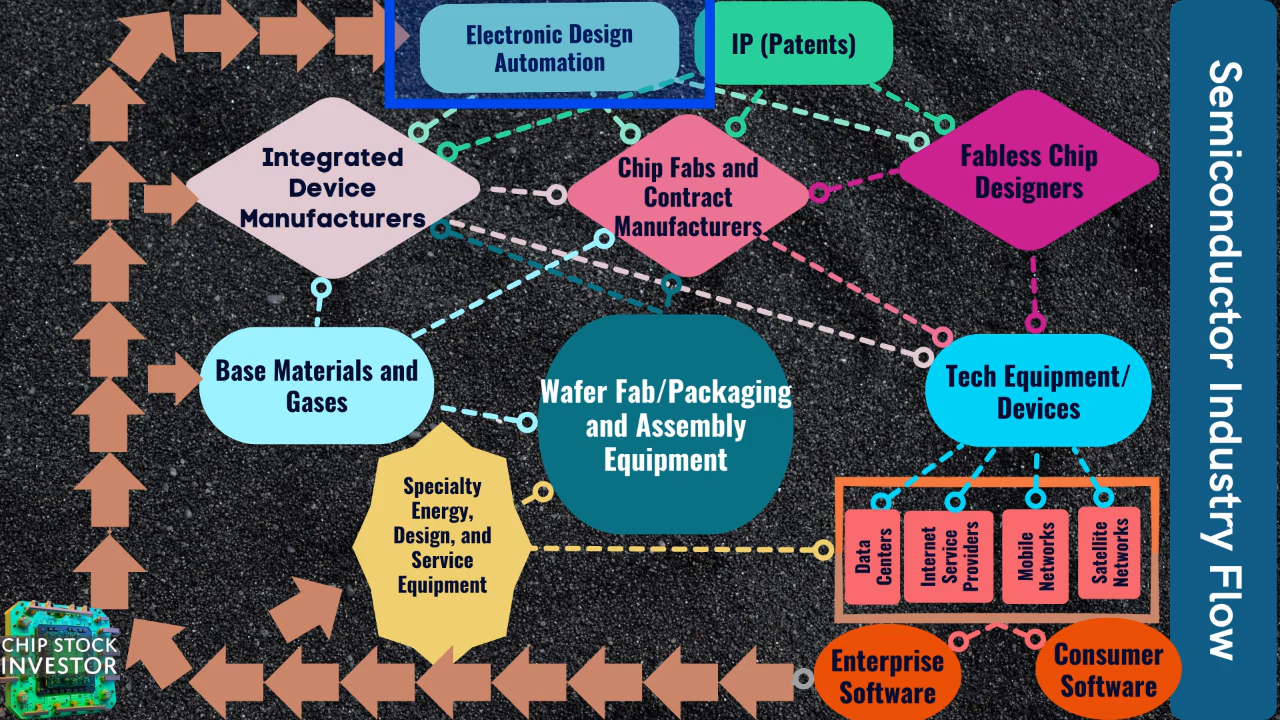 Electronic Design
Automation
IP (Patents)
Integrated
Device
Manufacturers
Chip Fabs and
Contract
Manufacturers
Fabless Chip
Designers
Base Materials and
Gases
Wafer Fab/Packaging
and Assembly
Equipment
Tech Equipment/
Devices
Specialty
Energy,
Design, and
Service
Equipment
Data
Centers
Internet
Service
Providers
Mobile
Networks
Satellite
Networks
Enterprise
Software
Consumer
Software
CHIP STOCK
INVESTOR
Semiconductor Industry Flow